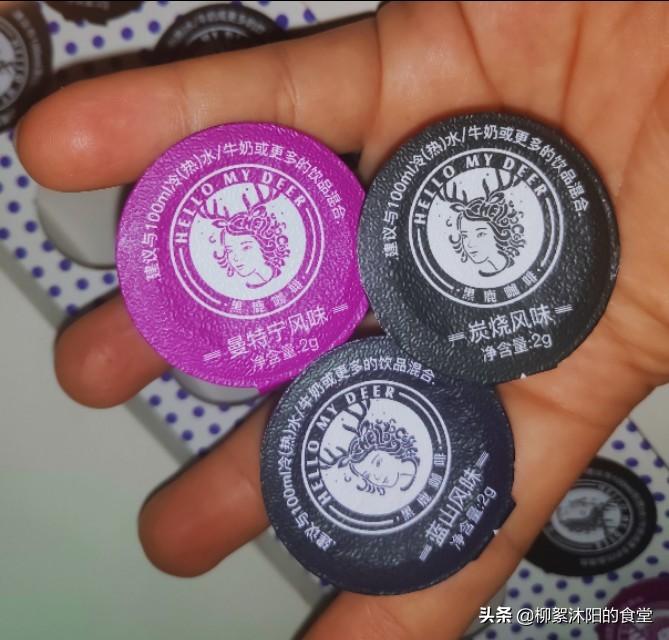 建议与100ml冷(热)水/牛奶或更多的饮品混合
HELLO MY DEER
·黑鹿咖啡·
曼特宁风味
净含量:2g
建议与100ml冷(热)水/牛奶或更多的饮品混合
HELLO MY DEER
·黑鹿咖啡·
炭烧风味
净含量:2g
建议与100ml冷(热)水/牛奶或更多的饮品混合
HELLO MY DEER
·黑鹿咖啡·
蓝山风味
净含量:2g
头条 @柳絮沐阳的食堂